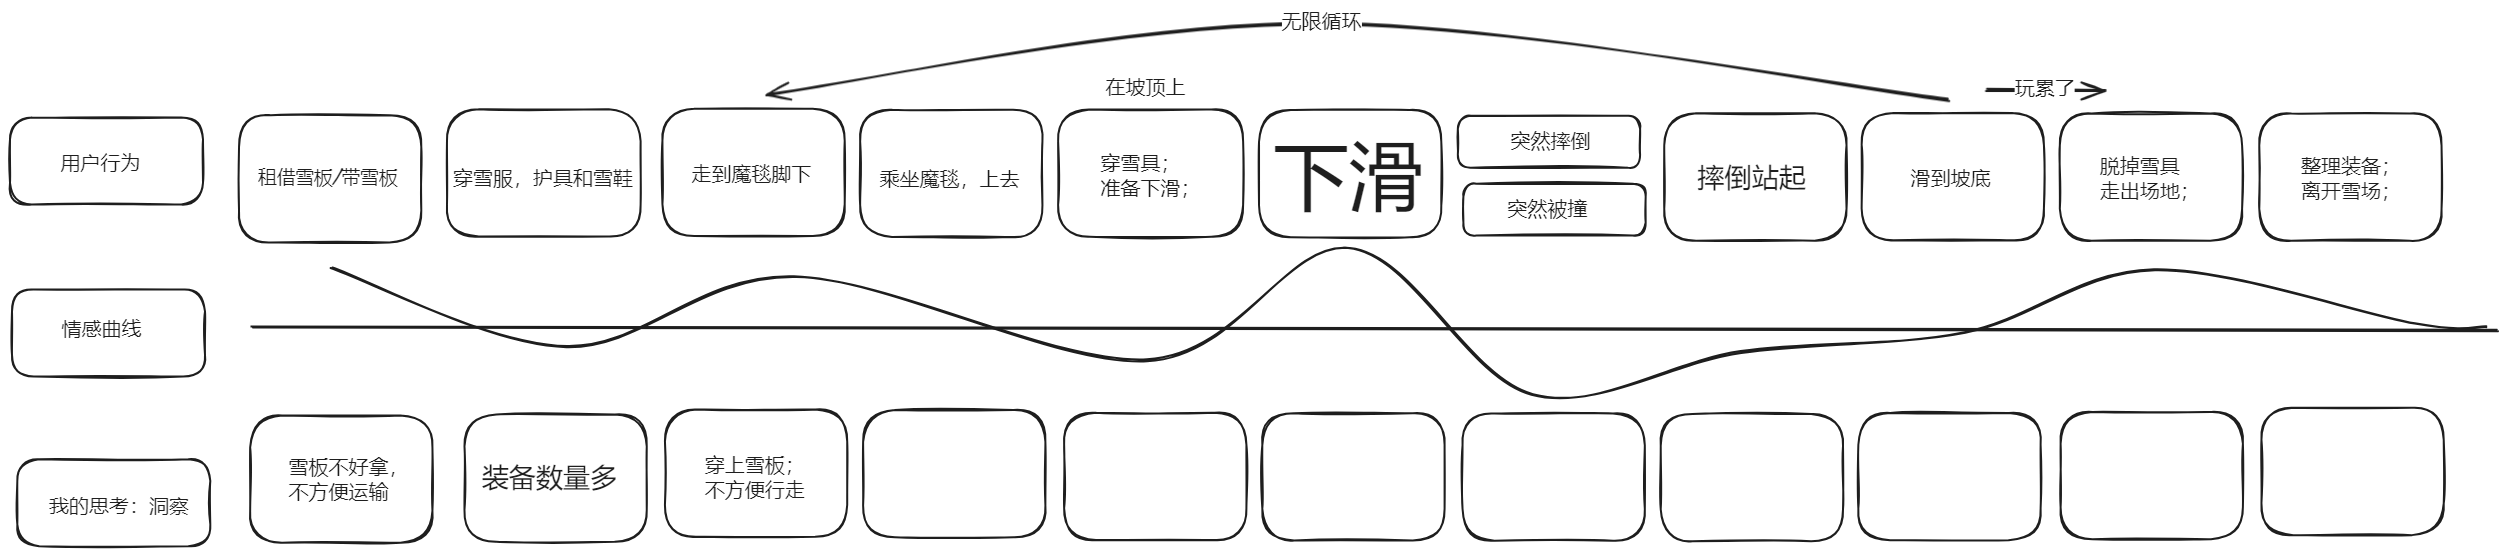 无限循环
在坡顶上
玩累了
用户行为
租借雪板/带雪板
穿雪服，护具和雪鞋
走到魔毯脚下
乘坐魔毯，上去
穿雪具；
准备下滑；
下滑
突然摔倒
突然被撞
摔倒站起
滑到坡底
脱掉雪具
走出场地；
整理装备；
离开雪场；
情感曲线
我的思考：洞察
雪板不好拿，
不方便运输
装备数量多
穿上雪板；
不方便行走